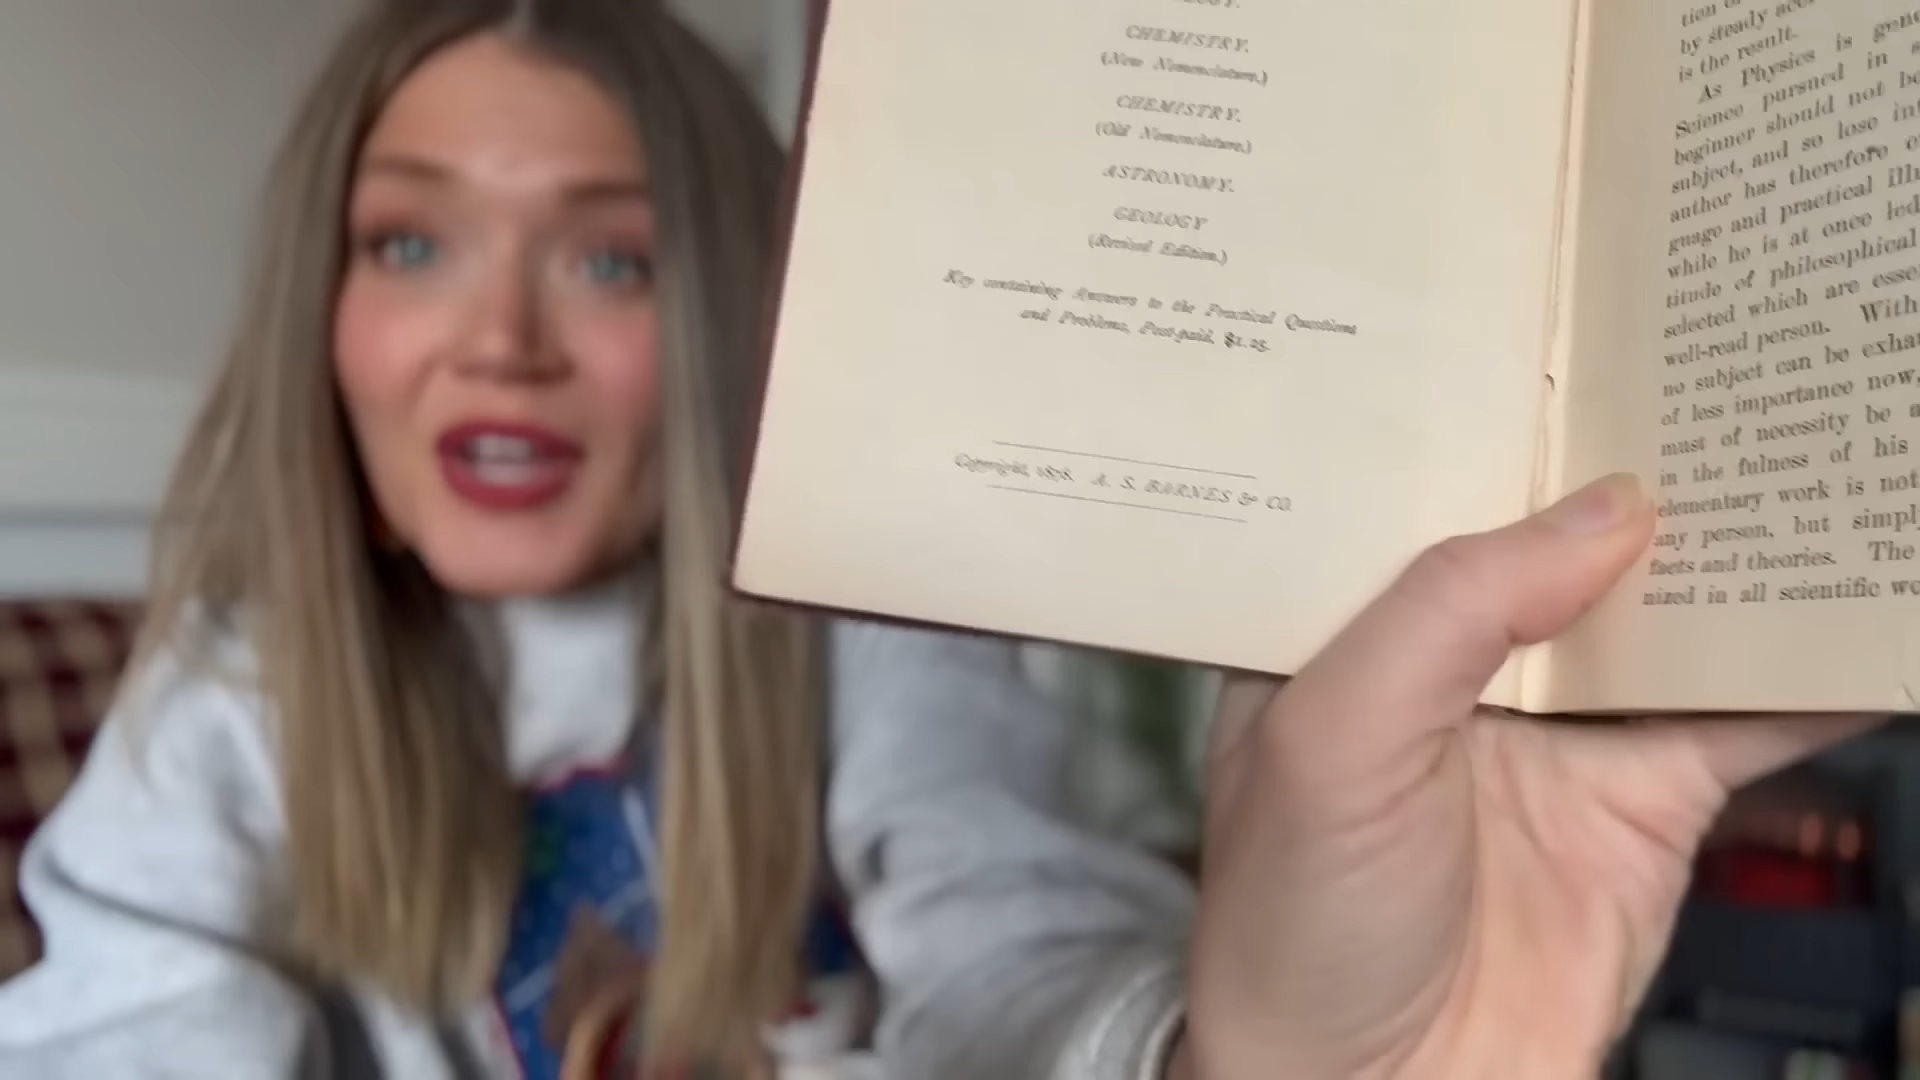 CHEMISTRY.
(New Nomenclature.)
CHEMISTRY.
(Old Nomenclature.)
ASTRONOMY.
GEOLOGY
(Revised Edition.)
Key containing Answers to the Practical Questions
and Problems, Post-paid, $1.25.
Copyright, 1878. A. S. BARNES & CO.
tion
by steady
is the result.
As Physics is
Science pursued in
beginner should not
subject, and so lose
author has therefore
guage and practical
while he is at once
titude of philosophical
selected which are
well-read person. With
no subject can be
of less importance now,
must of necessity be
in the fulness of his
elementary work is not
any person, but
facts and theories. The
nized in all scientific